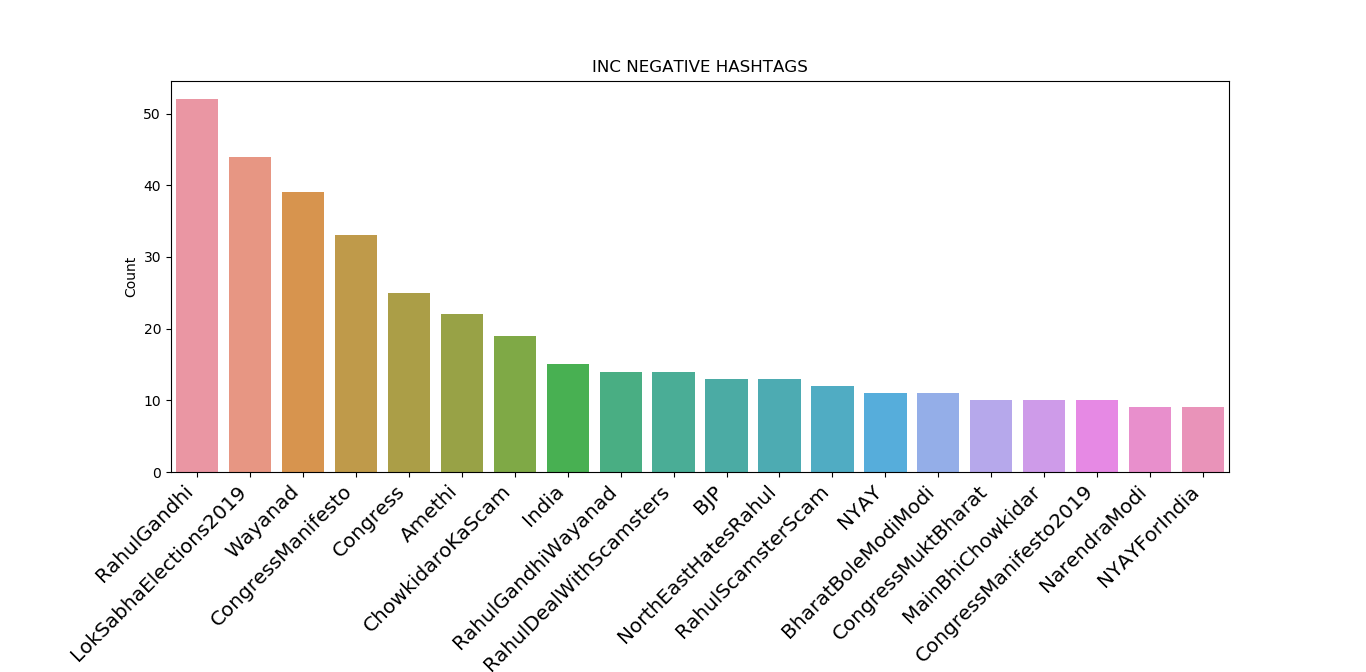 INC NEGATIVE HASHTAGS
Count
50
40
30
20
10
0
RahulGandhi
LokSabhaElections2019
Wayanad
CongressManifesto
Congress
Amethi
ChowkidaroKaScam
India
RahulGandhiWayanad
RahulDealWithScamsters
BJP
NorthEastHatesRahul
RahulScamsterScam
NYAY
BharatBoleModiModi
CongressMuktBharat
MainBhiChowkidar
CongressManifesto2019
NarendraModi
NYAYForIndia